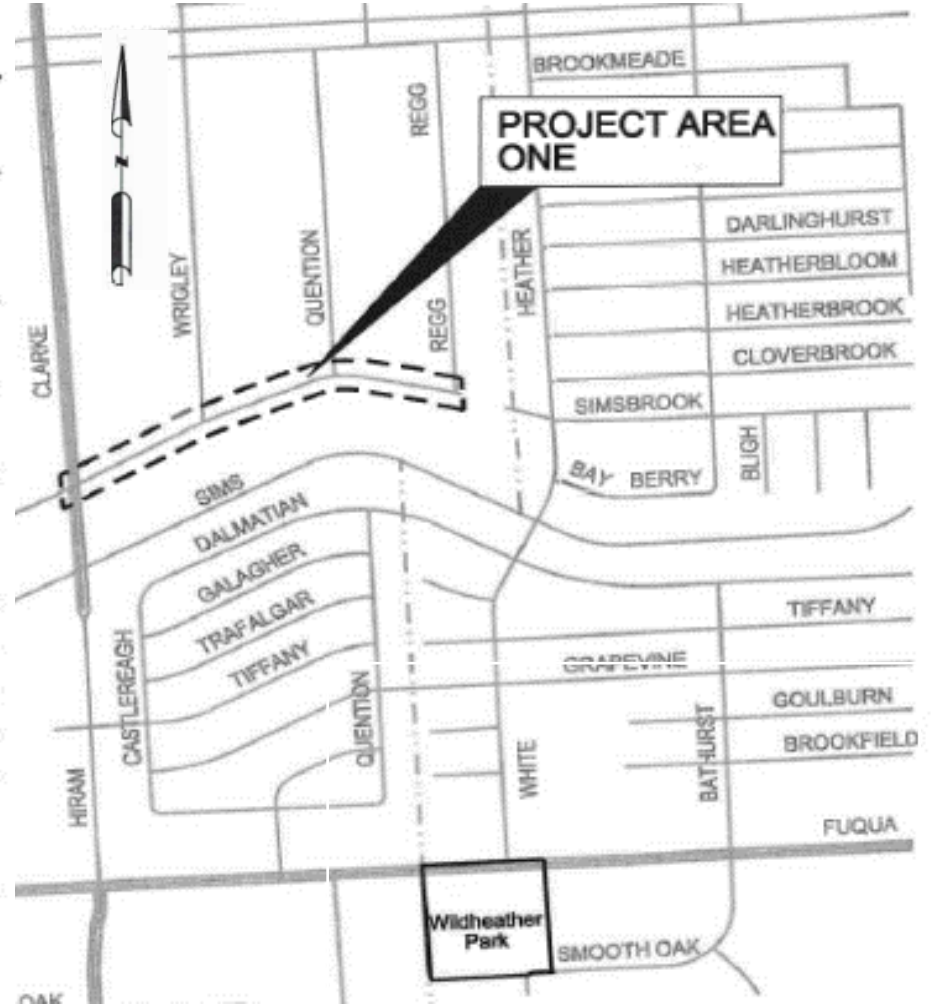 BROOKMEADE
REGG
PROJECT AREA
ONE
DARLINGHURST
HEATHER
HEATHERBLOOM
QUENTION
WRIGLEY
HEATHERBROOK
REGG
CLOVERBROOK
CLARKE
SIMSBROOK
BLIGH
BAY BERRY
SIMS
DALMATIAN
GALAGHER
TRAFALGAR
TIFFANY
TIFFANY
GRAPEVINE
CASTLEREAGH
QUENTION
GOULBURN
BROOKFIELD
BATHURST
WHITE
HIRAM
FUQUA
Wildheather
Park
SMOOTH OAK
OAK